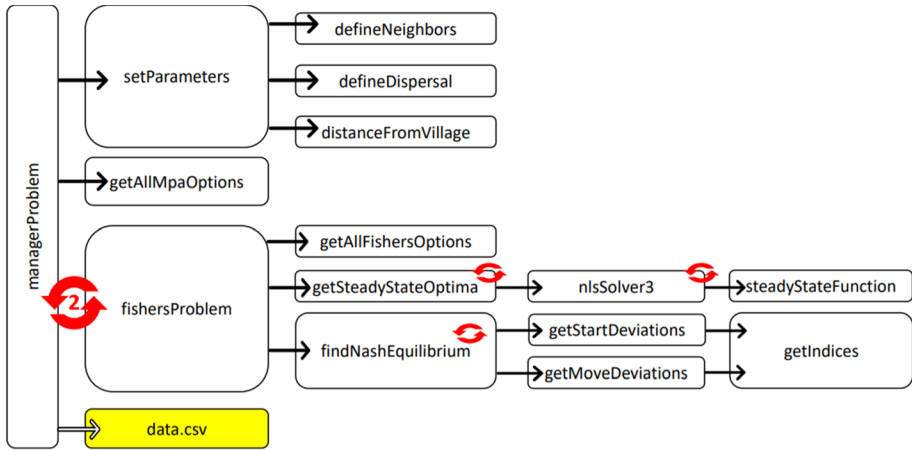 managerProblem
setParameters
defineNeighbors
defineDispersal
distanceFromVillage
getAllMpaOptions
2
fishersProblem
getAllFishersOptions
getSteadyStateOptima
nlsSolver3
steadyStateFunction
findNashEquilibrium
getStartDeviations
getMoveDeviations
getIndices
data.csv